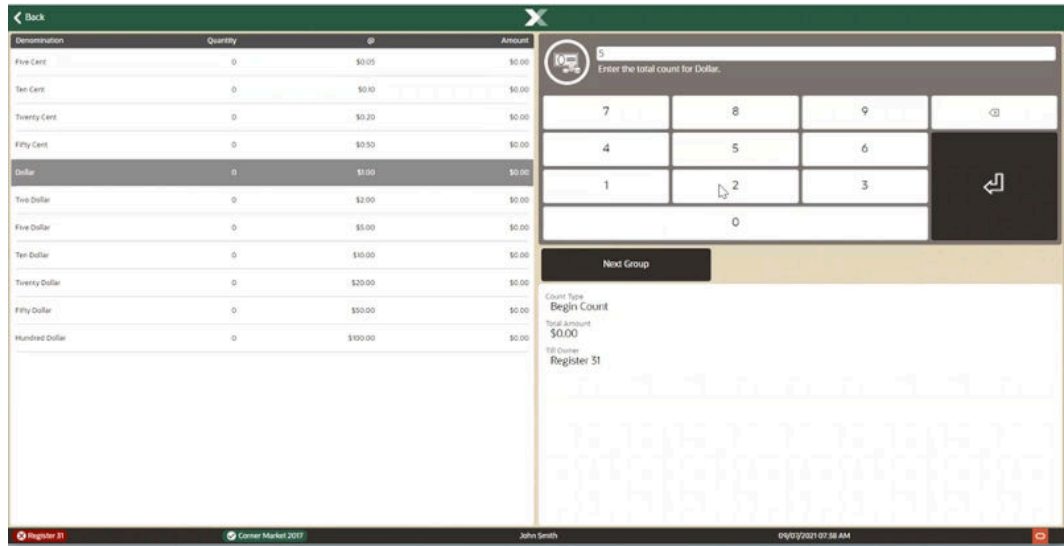 Back
Denomination Quantity @ Amount
Five Cent 0 $0.05 $0.00
Ten Cent 0 $0.10 $0.00
Twenty Cent 0 $0.20 $0.00
Fifty Cent 0 $0.50 $0.00
Dollar 0 $1.00 $0.00
Two Dollar 0 $2.00 $0.00
Five Dollar 0 $5.00 $0.00
Ten Dollar 0 $10.00 $0.00
Twenty Dollar 0 $20.00 $0.00
Fifty Dollar 0 $50.00 $0.00
Hundred Dollar 0 $100.00 $0.00
5
Enter the total count for Dollar.
7 8 9
4 5 6
1 2 3
0
Next Group
Count Type
Begin Count
Total Amount
$0.00
Till Owner
Register 31
Register 31 Corner Market 2017 John Smith 09/07/2021 07:38 AM